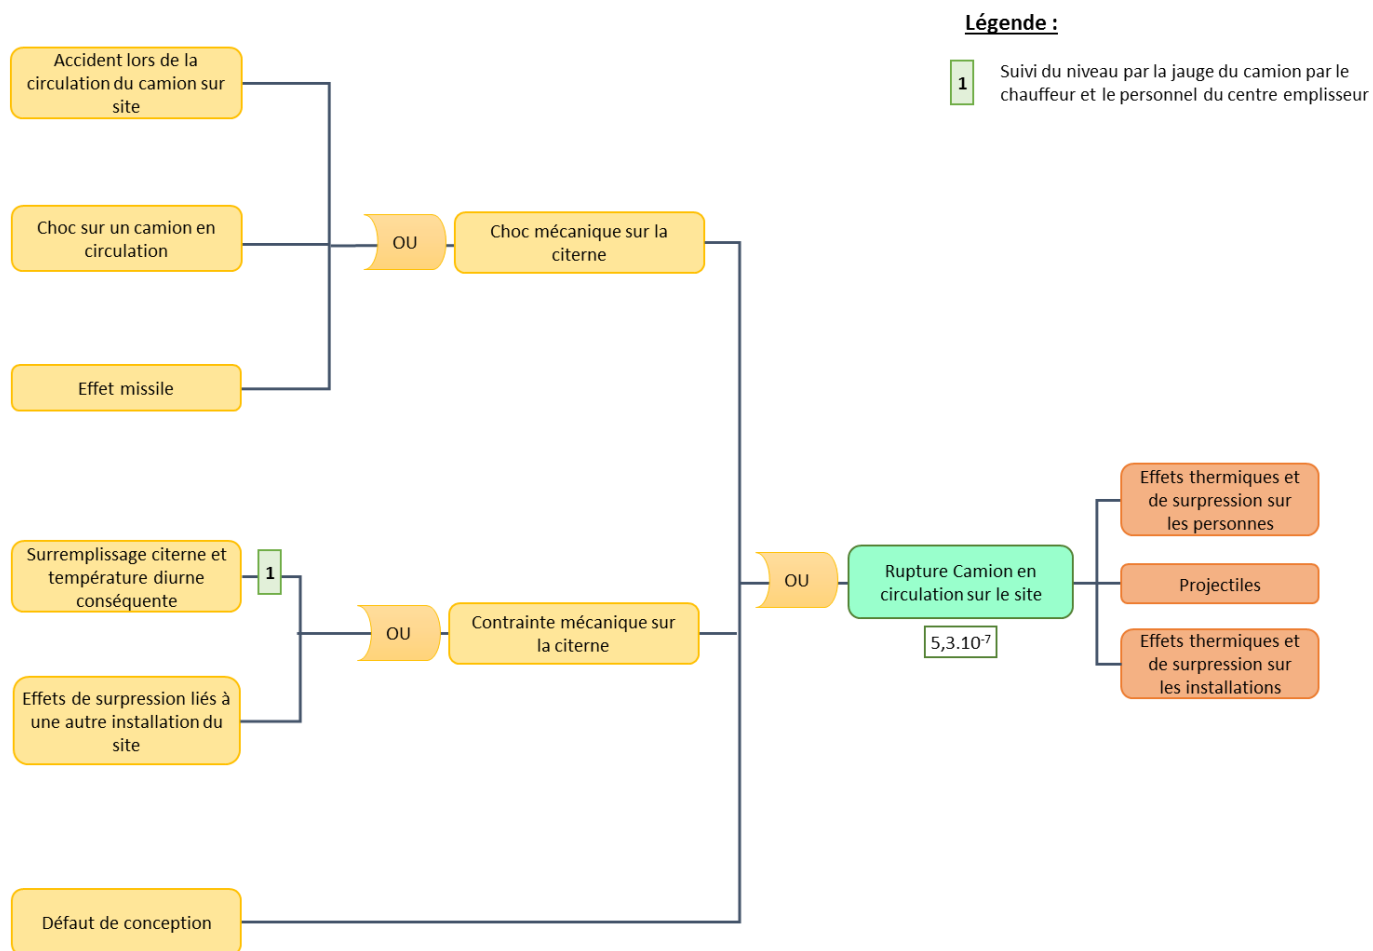 Légende :
1
Suivi du niveau par la jauge du camion par le
chauffeur et le personnel du centre emplisseur
Accident lors de la
circulation du camion sur
site
Choc sur un camion en
circulation
OU
Choc mécanique sur la
citerne
Effet missile
Surremplissage citerne et
température diurne
conséquente
1
OU
Contrainte mécanique sur
la citerne
Effets de surpression liés à
une autre installation du
site
Défaut de conception
OU
Rupture Camion en
circulation sur le site
5,3.10⁻⁷
Effets thermiques et
de surpression sur
les personnes
Projectiles
Effets thermiques et
de surpression sur
les installations